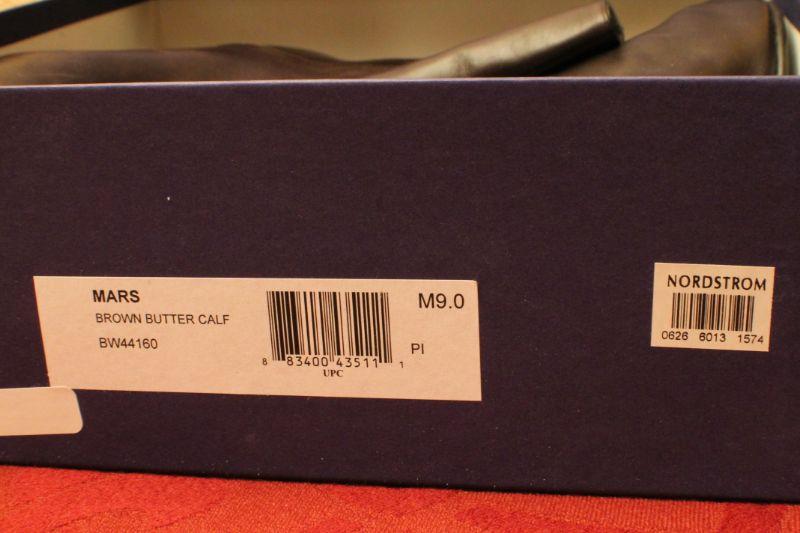 MARS
BROWN BUTTER CALF
BW44160
8 83400 43511 1
UPC
M9.0
PI
NORDSTROM
0626 6013 1574